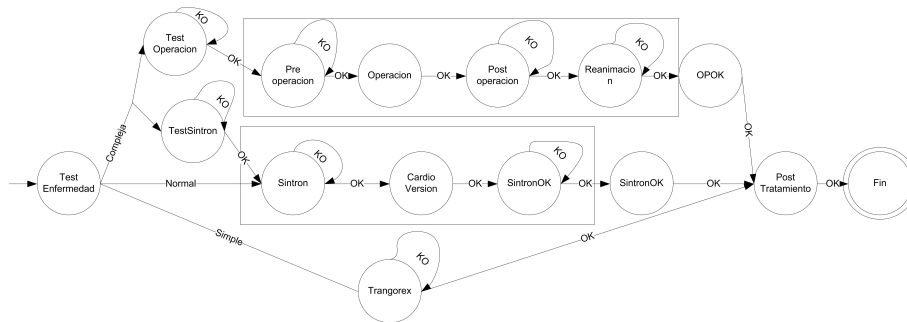 KO
Test
Operacion
OK
KO
Pre
operacion
OK
Operacion
OK
KO
Post
operacion
OK
KO
Reanimacio
n
OK
OPOK
OK
Compleja
KO
TestSintron
OK
Test
Enfermedad
Normal
KO
Sintron
OK
Cardio
Version
OK
KO
SintronOK
OK
SintronOK
OK
Post
Tratamiento
OK
Fin
Simple
KO
Trangorex
OK